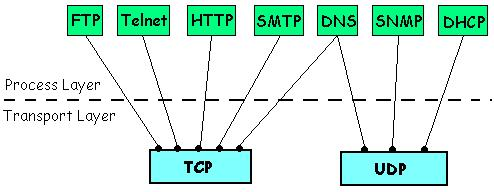 FTP Telnet HTTP SMTP DNS SNMP DHCP
Process Layer
Transport Layer
TCP UDP